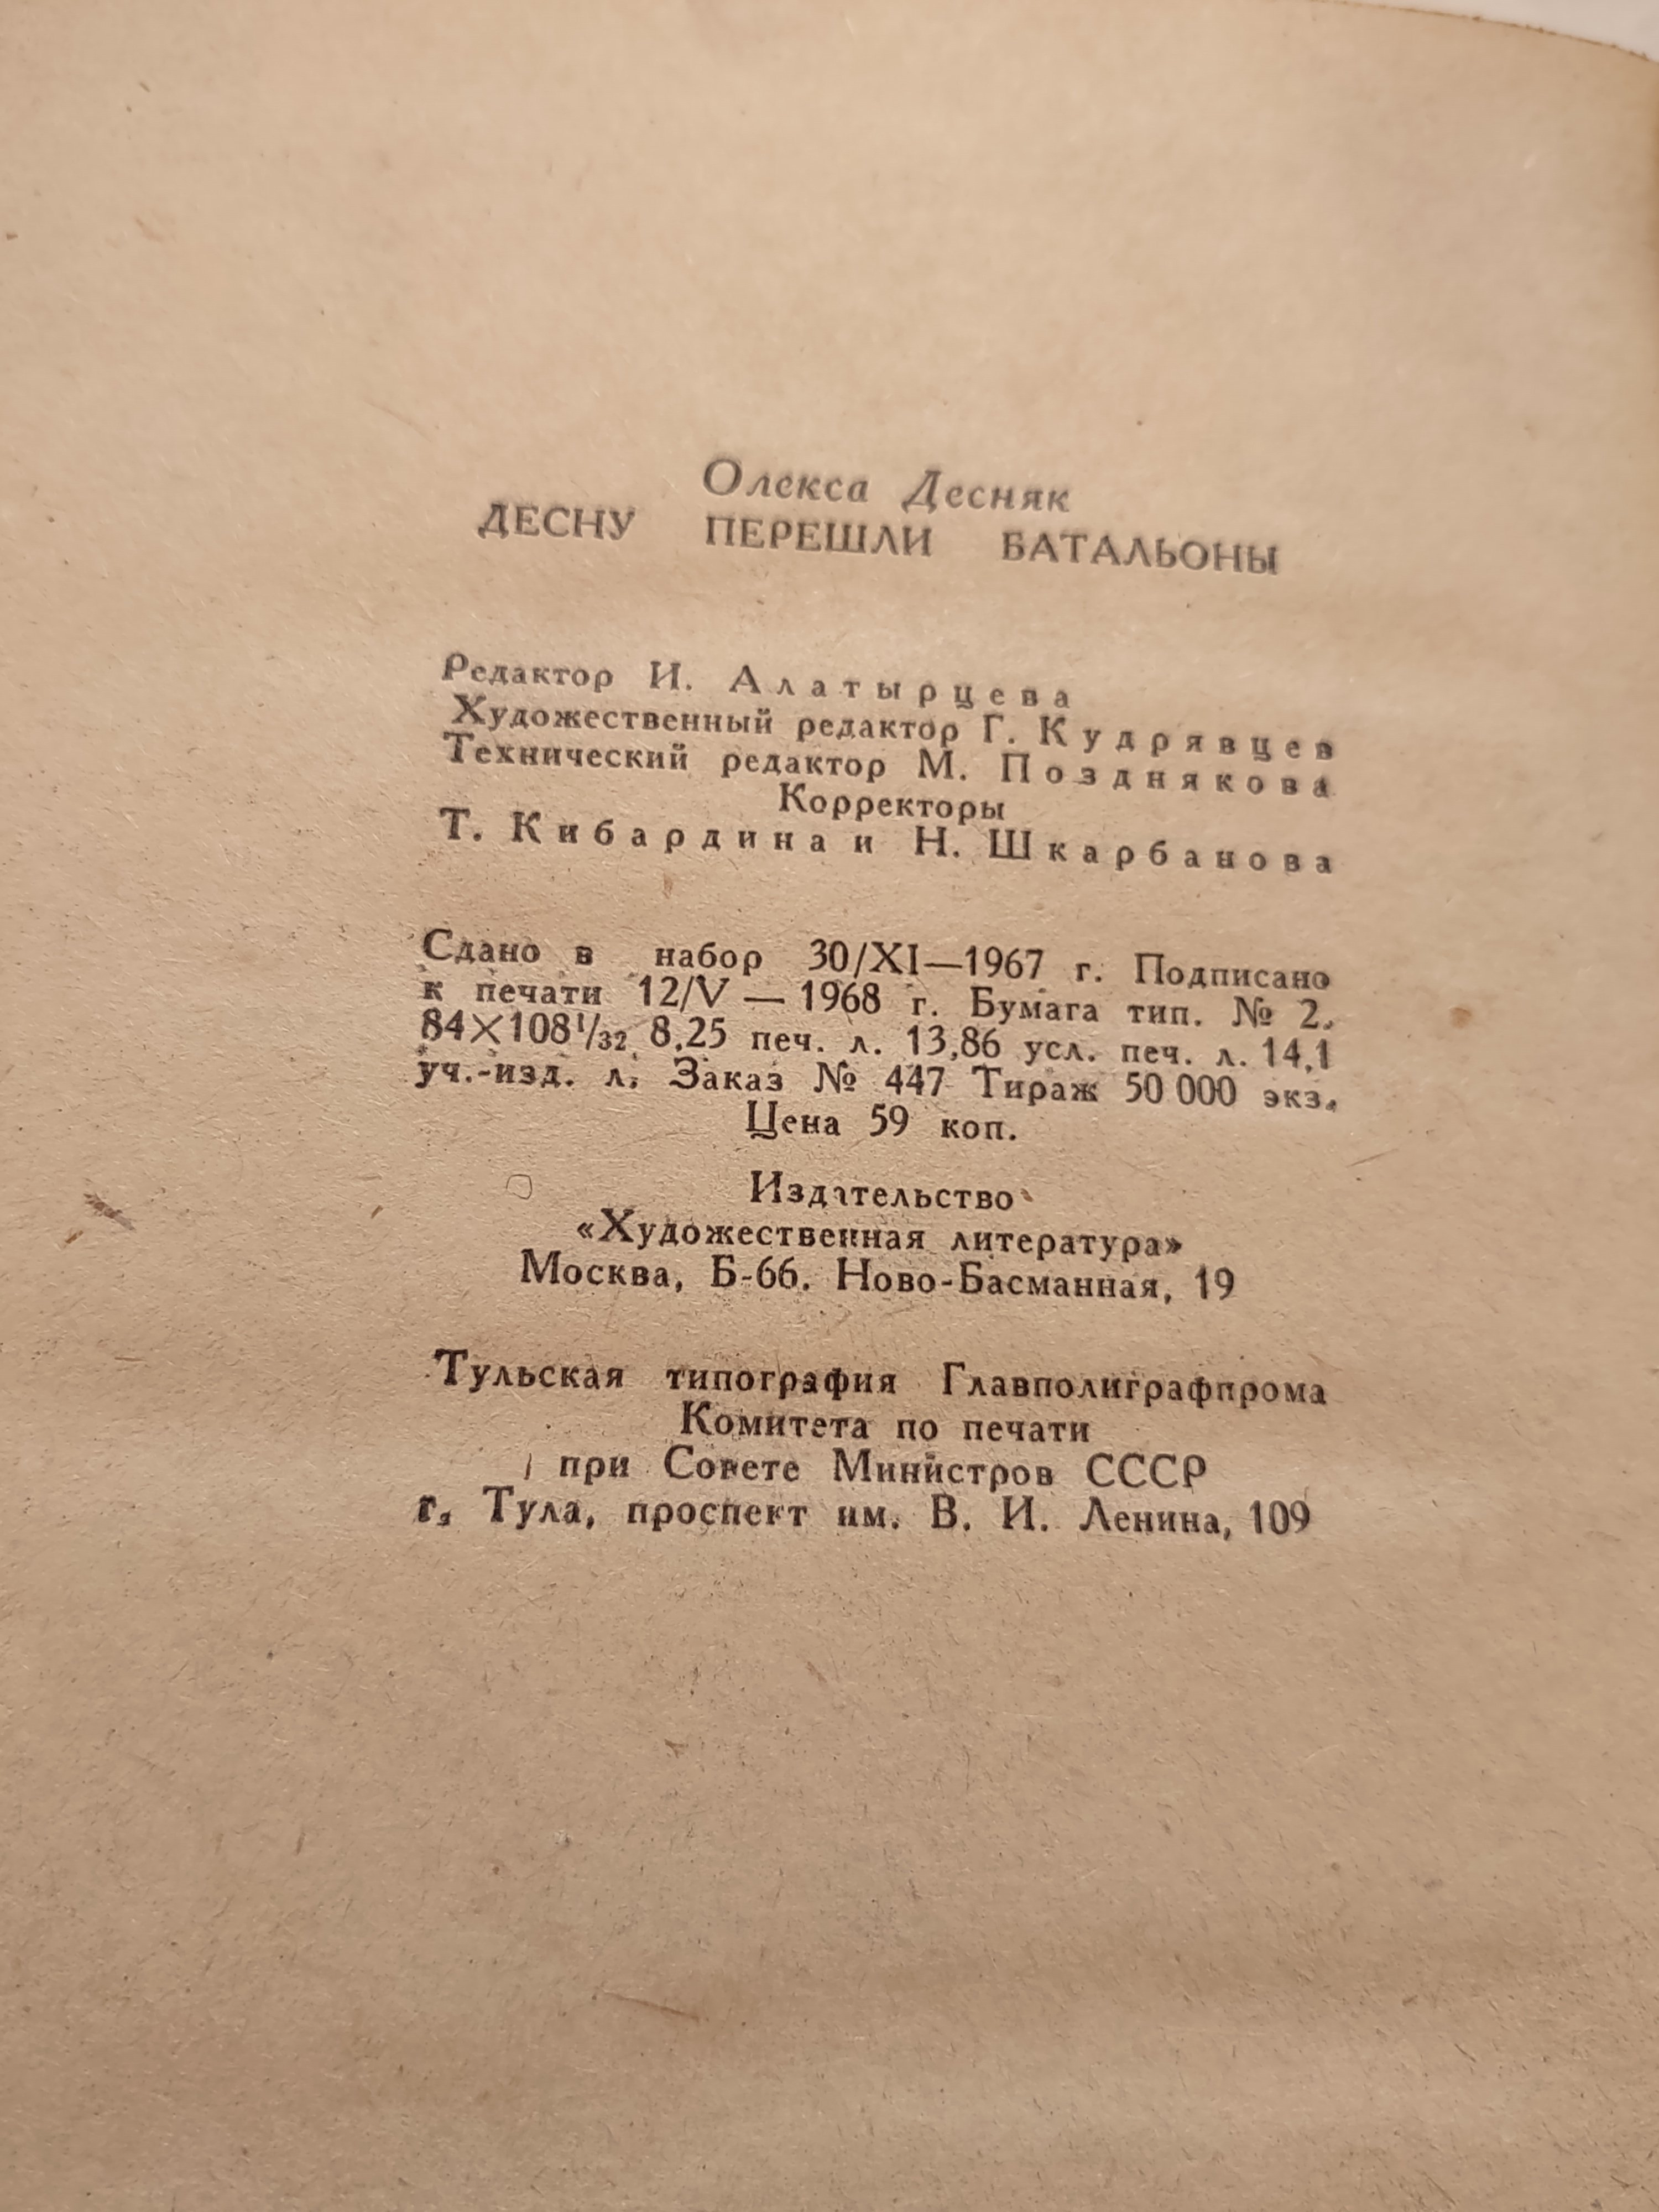 Олекса Десняк
ДЕСНУ ПЕРЕШЛИ БАТАЛЬОНЫ
Редактор И. Алатырцева
Художественный редактор Г. Кудрявцев
Технический редактор М. Позднякова
Корректоры
Т. Кибардина и Н. Шкарбанова
Сдано в набор 30/XI—1967 г. Подписано
к печати 12/V — 1968 г. Бумага тип. № 2.
84×108 1/32. 8,25 печ. л. 13,86 усл. печ. л. 14,1
уч.-изд. л. Заказ № 447 Тираж 50 000 экз.
Цена 59 коп.
Издательство
«Художественная литература»
Москва, Б-66. Ново-Басманная, 19
Тульская типография Главполиграфпрома
Комитета по печати
при Совете Министров СССР
г. Тула, проспект им. В. И. Ленина, 109